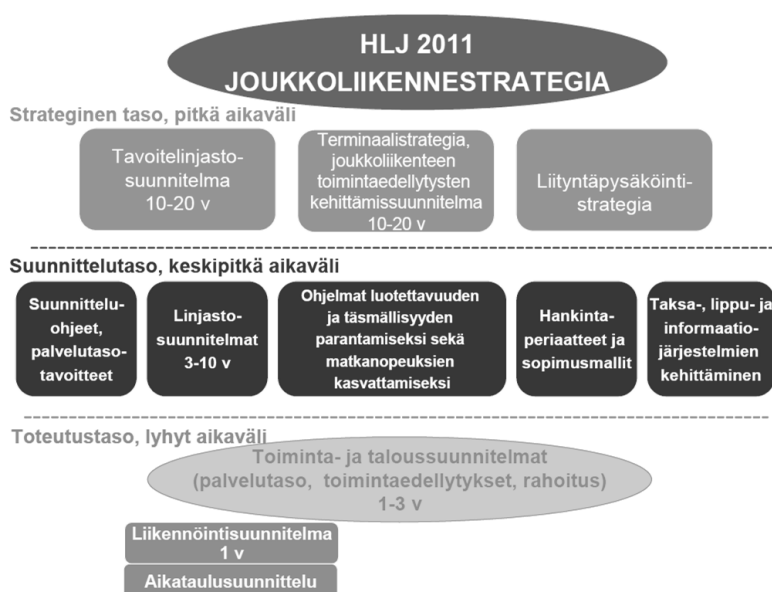 HLJ 2011
JOUKKOLIIKENNESTRATEGIA
Strateginen taso, pitkä aikaväli
Tavoitelinjasto-
suunnitelma
10-20 v
Terminaalistrategia,
joukkoliikenteen
toimintaedellytysten
kehittämissuunnitelma
10-20 v
Liityntäpysäköinti-
strategia
Suunnittelutaso, keskipitkä aikaväli
Suunnittelu-
ohjeet,
palvelutaso-
tavoitteet
Linjasto-
suunnitelmat
3-10 v
Ohjelmat luotettavuuden
ja täsmällisyyden
parantamiseksi sekä
matkanopeuksien
kasvattamiseksi
Hankinta-
periaatteet ja
sopimusmallit
Taksa-, lippu- ja
informaatio-
järjestelmien
kehittäminen
Toteutustaso, lyhyt aikaväli
Toiminta- ja taloussuunnitelmat
(palvelutaso, toimintaedellytykset, rahoitus)
1-3 v
Liikennöintisuunnitelma
1 v
Aikataulusuunnittelu